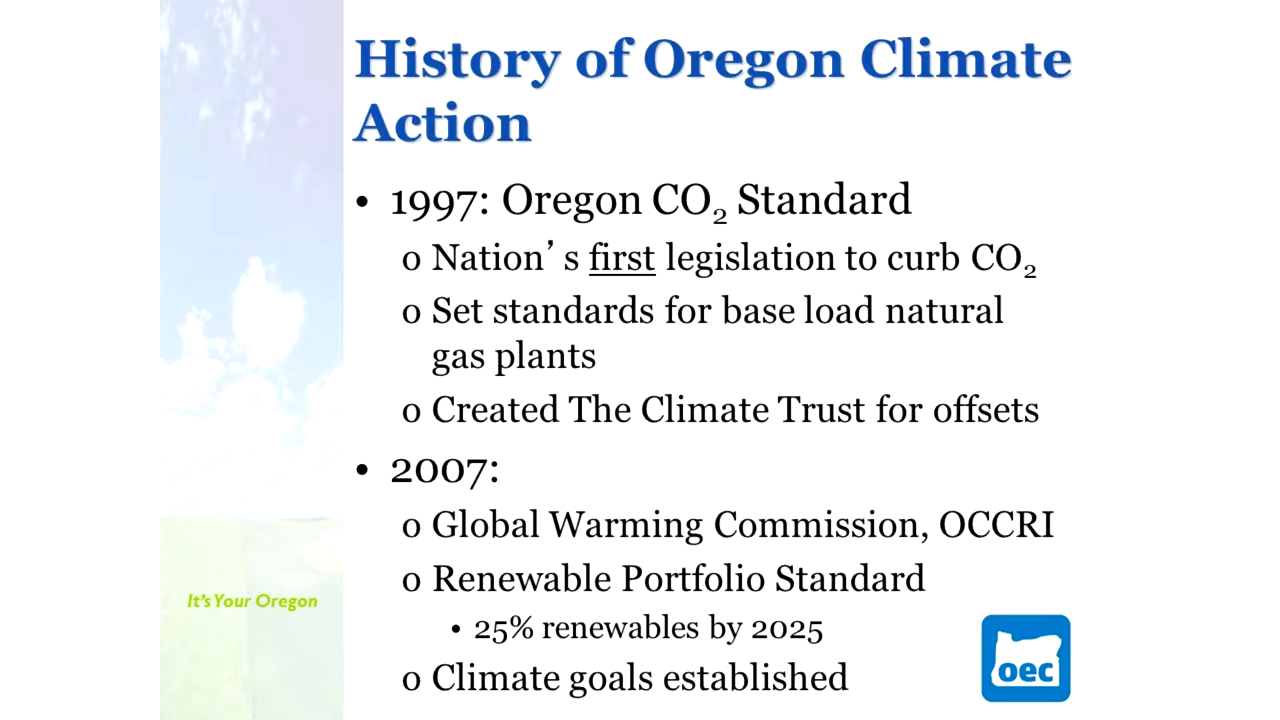 History of Oregon Climate
Action
• 1997: Oregon CO₂ Standard
o Nation’s first legislation to curb CO₂
o Set standards for base load natural
gas plants
o Created The Climate Trust for offsets
• 2007:
o Global Warming Commission, OCCRI
o Renewable Portfolio Standard
• 25% renewables by 2025
o Climate goals established
It's Your Oregon
oec